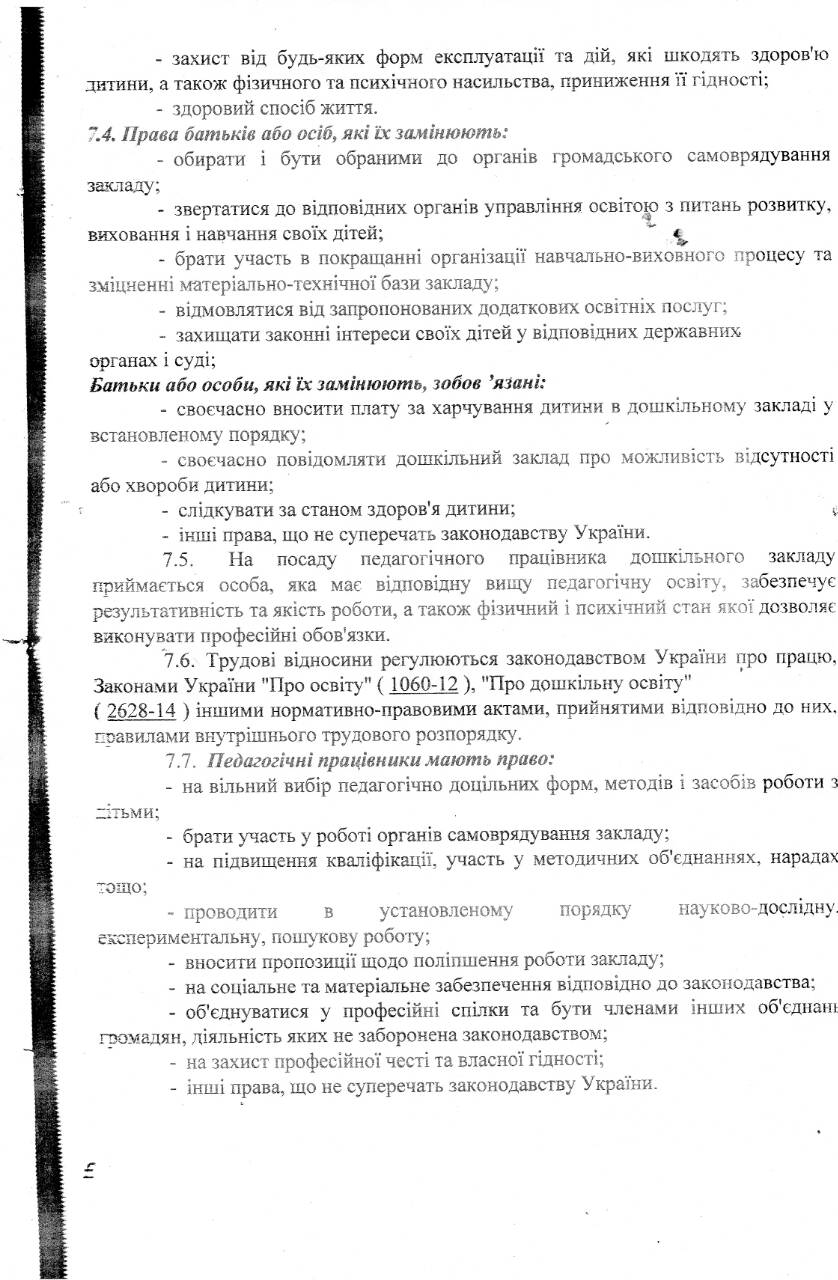 - захист від будь-яких форм експлуатації та дій, які шкодять здоров'ю
дитини, а також фізичного та психічного насильства, приниження її гідності;
- здоровий спосіб життя.
7.4. Права батьків або осіб, які їх замінюють:
- обирати і бути обраними до органів громадського самоврядування
закладу;
- звертатися до відповідних органів управління освітою з питань розвитку,
виховання і навчання своїх дітей;
- брати участь в покращанні організації навчально-виховного процесу та
зміцненні матеріально-технічної бази закладу;
- відмовлятися від запропонованих додаткових освітніх послуг;
- захищати законні інтереси своїх дітей у відповідних державних
органах і суді;
Батьки або особи, які їх замінюють, зобов 'язані:
- своєчасно вносити плату за харчування дитини в дошкільному закладі у
встановленому порядку;
- своєчасно повідомляти дошкільний заклад про можливість відсутності
або хвороби дитини;
- слідкувати за станом здоров'я дитини;
- інші права, що не суперечать законодавству України.
7.5. На посаду педагогічного працівника дошкільного закладу
приймається особа, яка має відповідну вищу педагогічну освіту, забезпечує
результативність та якість роботи, а також фізичний і психічний стан якої дозволяє
виконувати професійні обов'язки.
7.6. Трудові відносини регулюються законодавством України про працю,
Законами України "Про освіту" ( 1060-12 ), "Про дошкільну освіту"
( 2628-14 ) іншими нормативно-правовими актами, прийнятими відповідно до них,
правилами внутрішнього трудового розпорядку.
7.7. Педагогічні працівники мають право:
- на вільний вибір педагогічно доцільних форм, методів і засобів роботи з
дітьми;
- брати участь у роботі органів самоврядування закладу;
- на підвищення кваліфікації, участь у методичних об'єднаннях, нарадах
тощо;
- проводити в установленому порядку науково-дослідну,
експериментальну, пошукову роботу;
- вносити пропозиції щодо поліпшення роботи закладу;
- на соціальне та матеріальне забезпечення відповідно до законодавства;
- об'єднуватися у професійні спілки та бути членами інших об'єднань
громадян, діяльність яких не заборонена законодавством;
- на захист професійної честі та власної гідності;
- інші права, що не суперечать законодавству України.